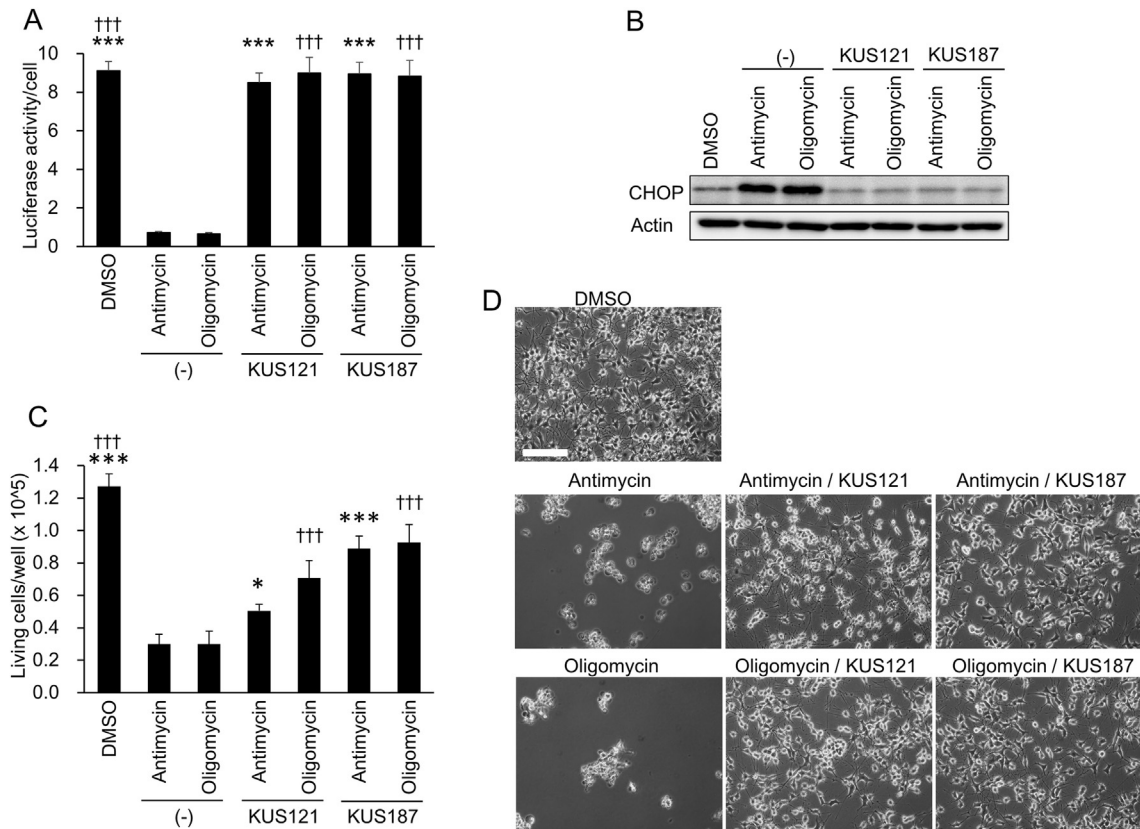 A
††† 
*** *** ††† *** †††
10
8
6
4
2
0
Luciferase activity/cell
DMSO Antimycin Oligomycin Antimycin Oligomycin Antimycin Oligomycin
(-) KUS121 KUS187
B
(-) KUS121 KUS187
DMSO Antimycin Oligomycin Antimycin Oligomycin Antimycin Oligomycin
CHOP
Actin
C
†††
*** * ††† *** †††
1.4
1.2
1.0
0.8
0.6
0.4
0.2
0.0
Living cells/well (x 10^5)
DMSO Antimycin Oligomycin Antimycin Oligomycin Antimycin Oligomycin
(-) KUS121 KUS187
D
DMSO
Antimycin Antimycin / KUS121 Antimycin / KUS187
Oligomycin Oligomycin / KUS121 Oligomycin / KUS187